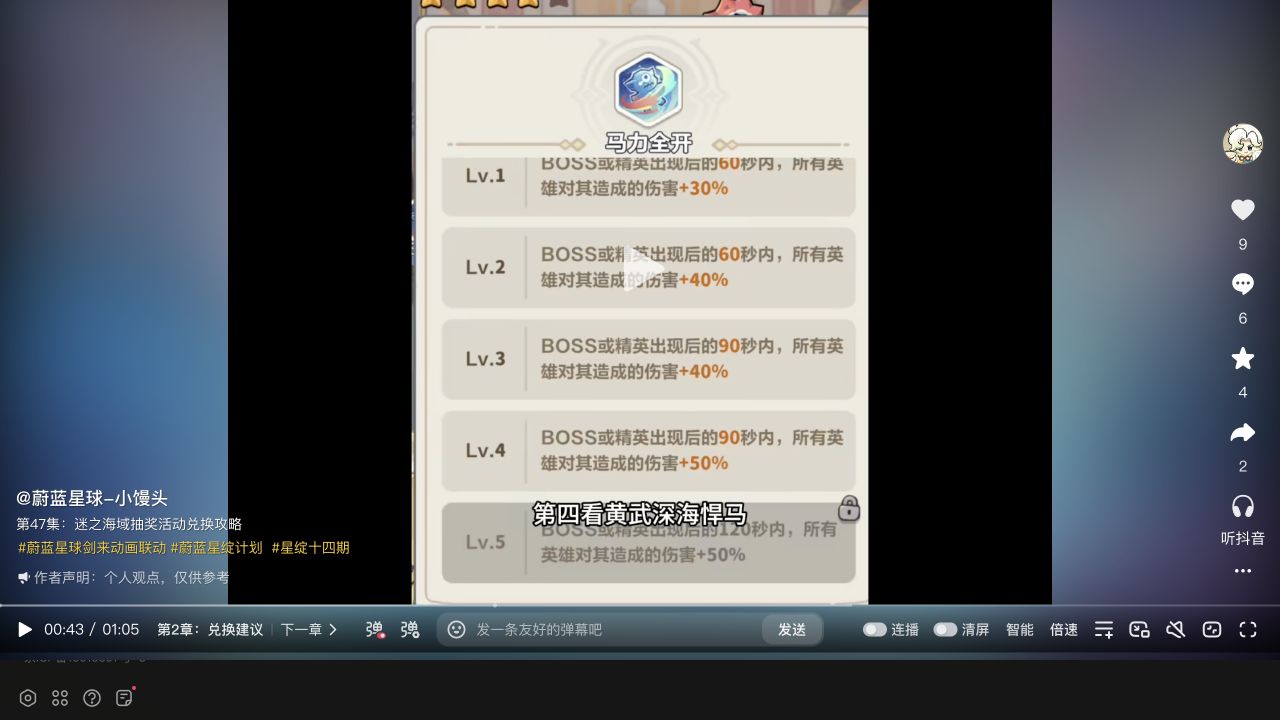 马力全开
Lv.1
BOSS或精英出现后的60秒内，所有英
雄对其造成的伤害+30%
Lv.2
BOSS或精英出现后的60秒内，所有英
雄对其造成的伤害+40%
Lv.3
BOSS或精英出现后的90秒内，所有英
雄对其造成的伤害+40%
Lv.4
BOSS或精英出现后的90秒内，所有英
雄对其造成的伤害+50%
第四看黄武深海悍马
Lv.5
BOSS或精英出现后的120秒内，所有
英雄对其造成的伤害+50%
9
6
4
2
听抖音
@蔚蓝星球–小馒头
第47集：迷之海域抽奖活动兑换攻略
#蔚蓝星球剑来动画联动 #蔚蓝星绽计划 #星绽十四期
作者声明：个人观点，仅供参考
00:43 / 01:05 第2章：兑换建议 下一章 弹 弹 发一条友好的弹幕吧 发送 连播 清屏 智能 倍速